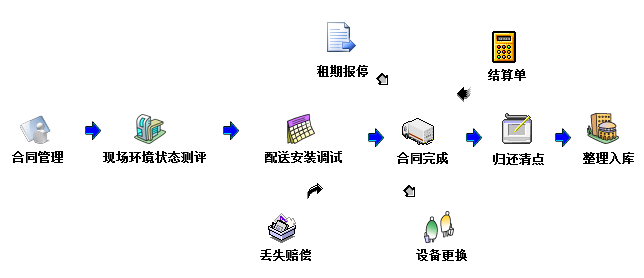 租期报停
结算单
合同管理
现场环境状态测评
配送安装调试
合同完成
归还清点
整理入库
丢失赔偿
设备更换